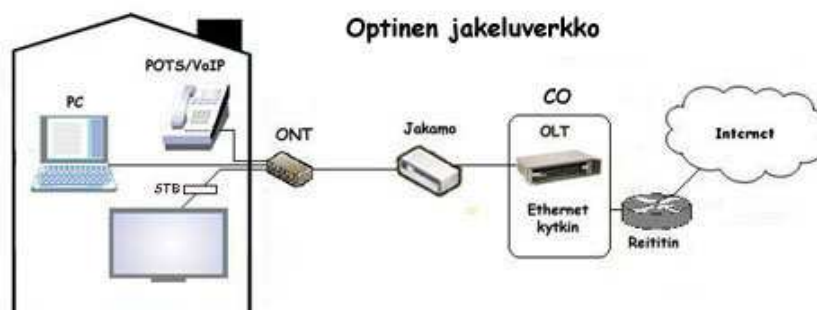 Optinen jakeluverkko
POTS/VoIP
PC
STB
ONT
Jakamo
CO
OLT
Ethernet
kytkin
Reititin
Internet